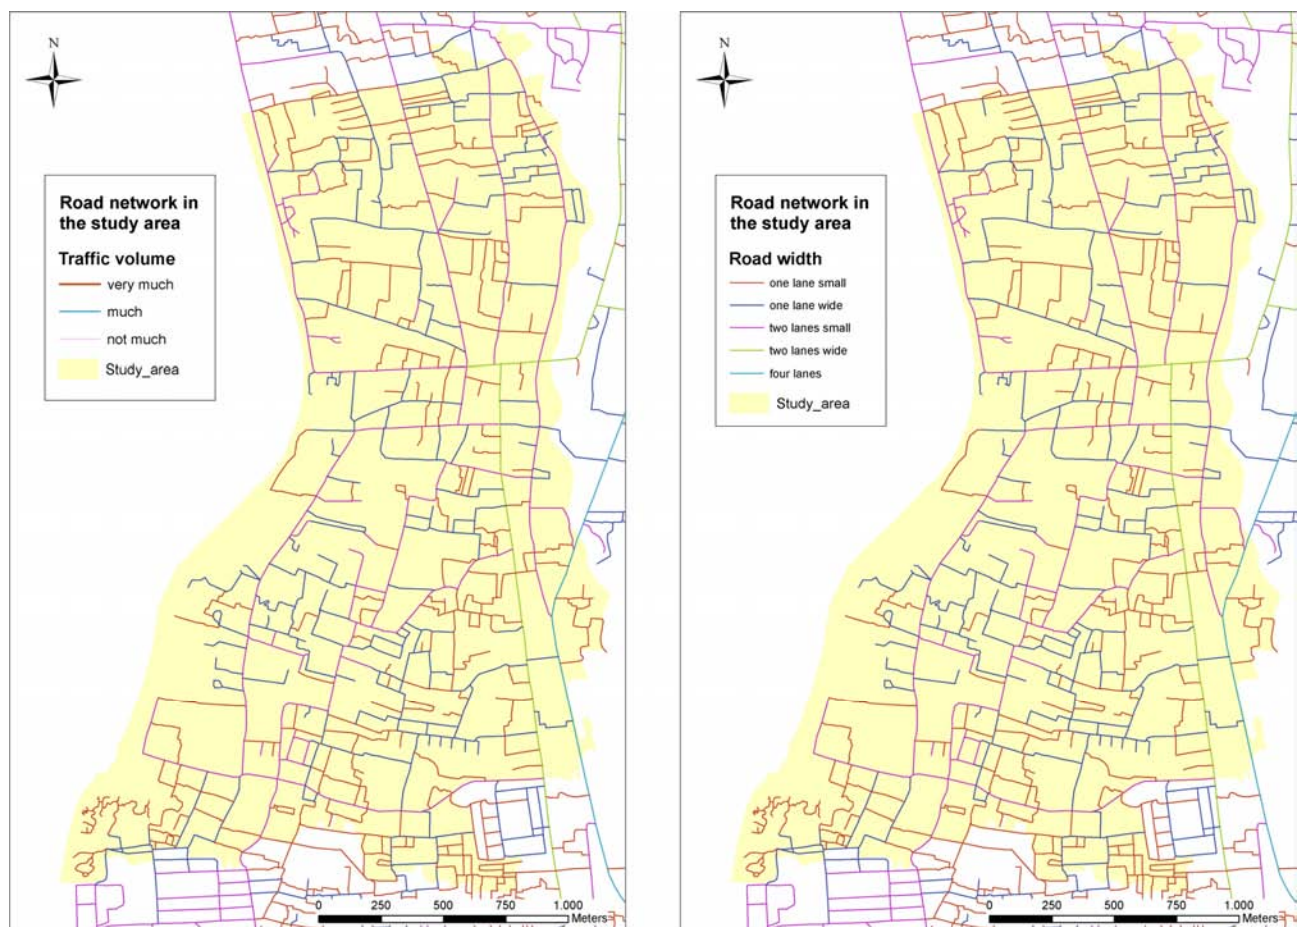 N
Road network in
the study area
Traffic volume
very much
much
not much
Study_area
0 250 500 750 1.000
Meters
N
Road network in
the study area
Road width
one lane small
one lane wide
two lanes small
two lanes wide
four lanes
Study_area
0 250 500 750 1.000
Meters